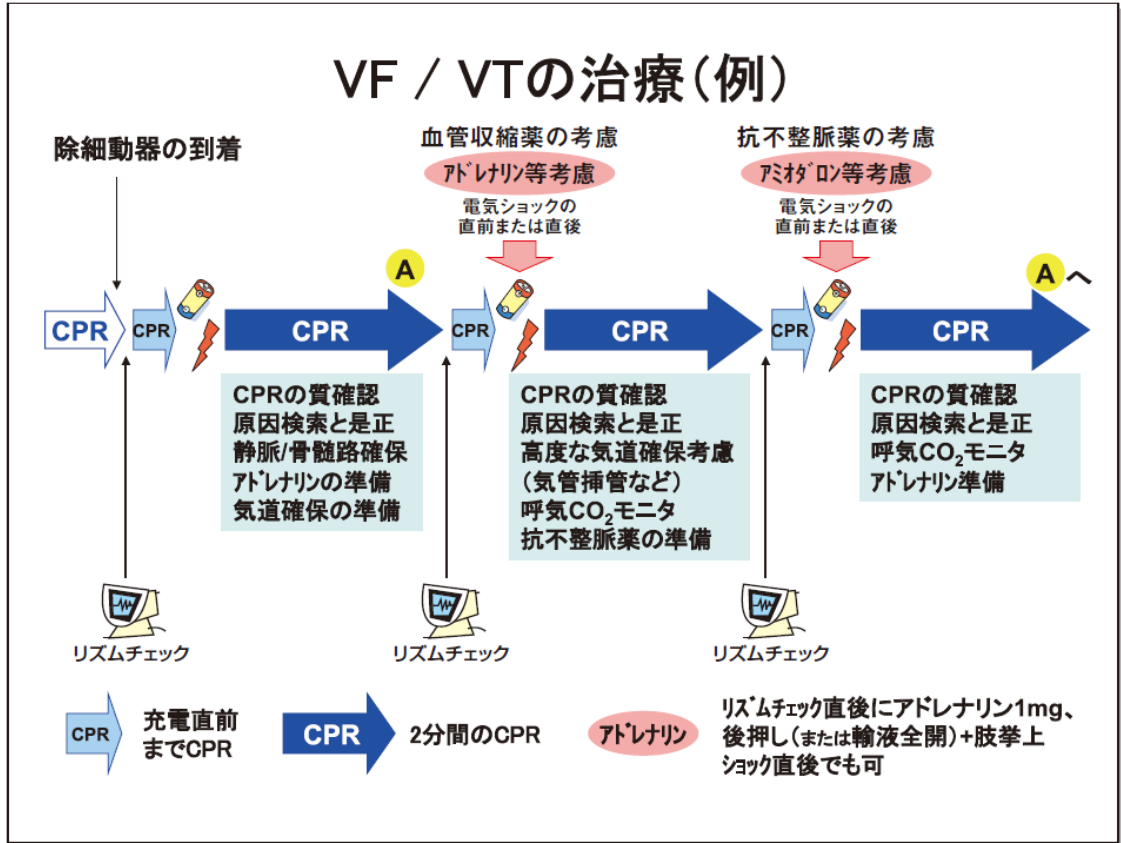 VF / VTの治療(例)
除細動器の到着
血管収縮薬の考慮
アドレナリン等考慮
電気ショックの
直前または直後
抗不整脈薬の考慮
アミオダロン等考慮
電気ショックの
直前または直後
CPR
CPR
CPR
A
CPR
CPR
CPR
CPR
A へ
CPRの質確認
原因検索と是正
静脈/骨髄路確保
アドレナリンの準備
気道確保の準備
CPRの質確認
原因検索と是正
高度な気道確保考慮
(気管挿管など)
呼気CO₂モニタ
抗不整脈薬の準備
CPRの質確認
原因検索と是正
呼気CO₂モニタ
アドレナリン準備
リズムチェック
リズムチェック
リズムチェック
CPR
充電直前
までCPR
CPR
2分間のCPR
アドレナリン
リズムチェック直後にアドレナリン1mg、
後押し(または輸液全開)+肢挙上
ショック直後でも可